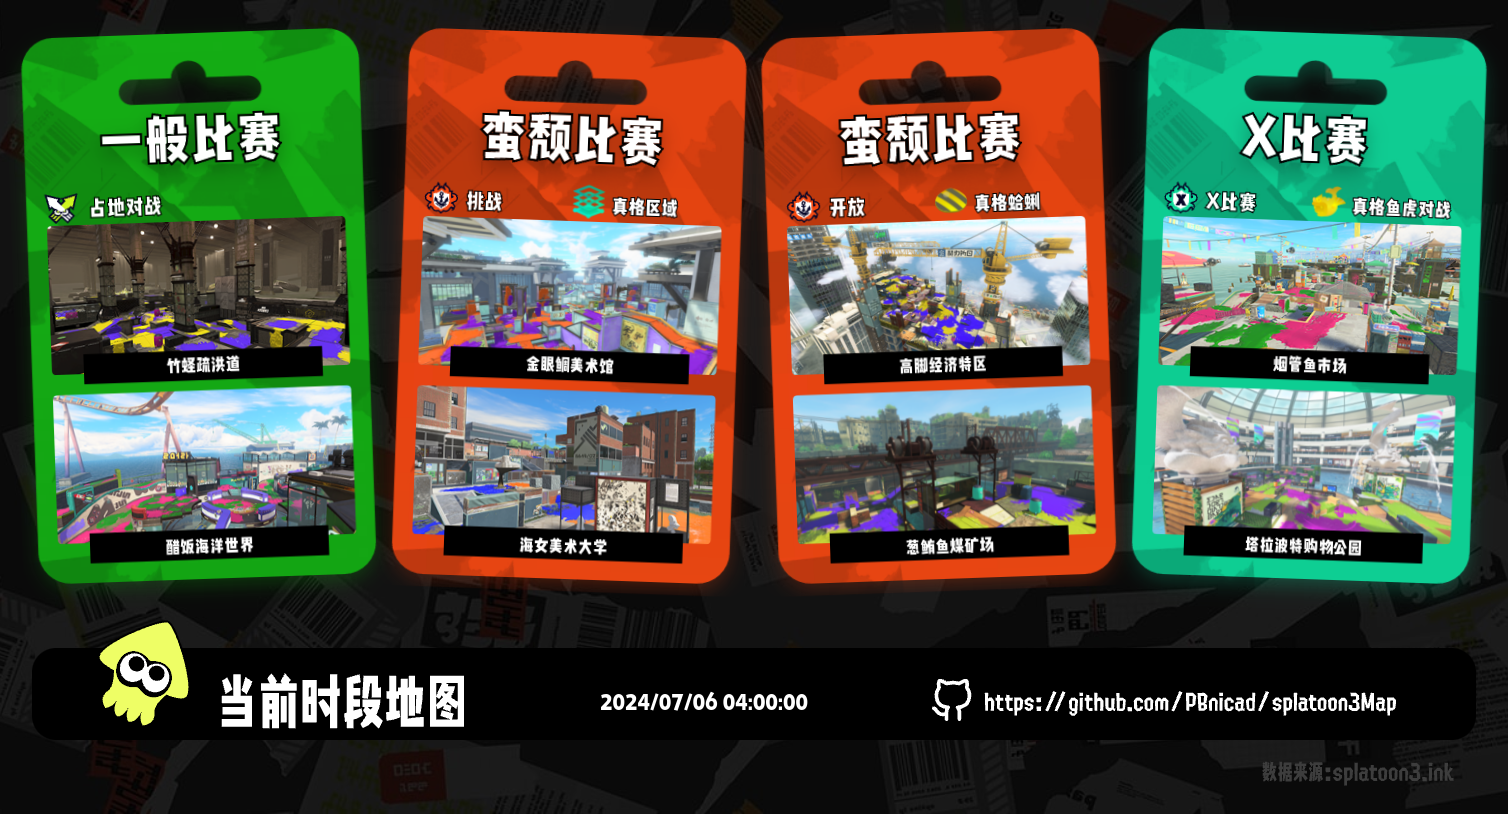 一般比赛
占地对战
竹蛏疏洪道
醋饭海洋世界
蛮颓比赛
挑战
真格区域
金眼鲷美术馆
海女美术大学
蛮颓比赛
开放
真格蛤蜊
高脚经济特区
葱鲔鱼煤矿场
X比赛
X比赛
真格鱼虎对战
烟管鱼市场
塔拉波特购物公园
当前时段地图
2024/07/06 04:00:00
https://github.com/PBnicad/splatoon3Map
数据来源:splatoon3.ink